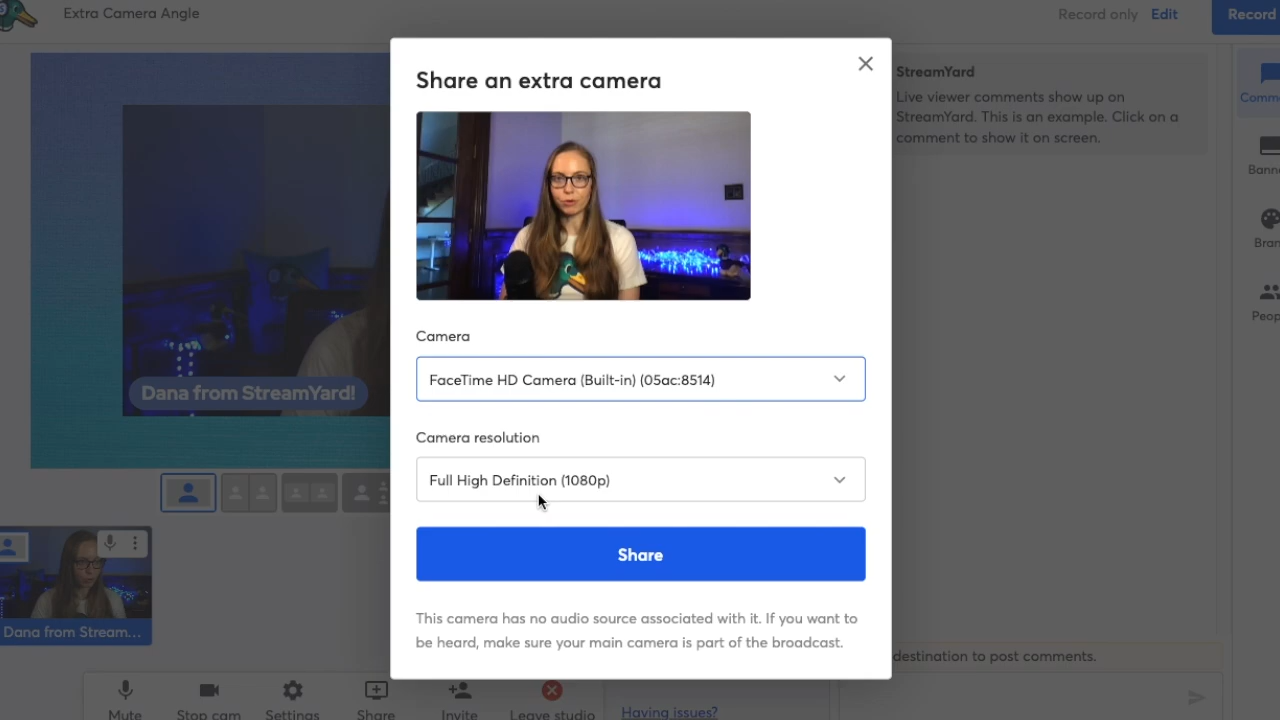 Extra Camera Angle
Record only
Edit
Record
Share an extra camera
StreamYard
Live viewer comments show up on
StreamYard. This is an example. Click on a
comment to show it on screen.
Camera
FaceTime HD Camera (Built-in) (05ac:8514)
Dana from StreamYard!
Camera resolution
Full High Definition (1080p)
Share
This camera has no audio source associated with it. If you want to
be heard, make sure your main camera is part of the broadcast.
Dana from Stream...
destination to post comments.
Mute
Stop cam
Settings
Share
Invite
Leave studio
Having issues?